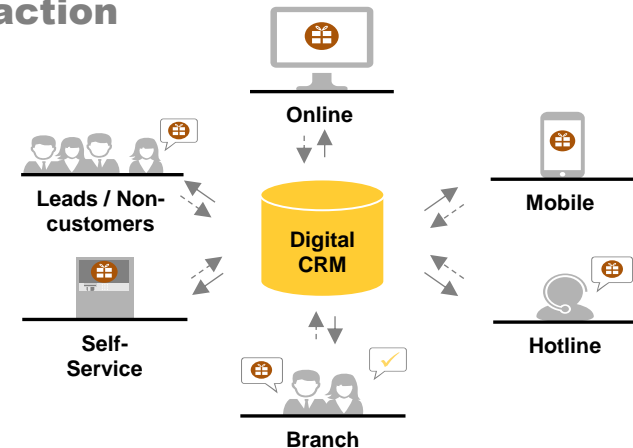 action
Online
Leads / Non-
customers
Mobile
Digital
CRM
Self-
Service
Hotline
Branch